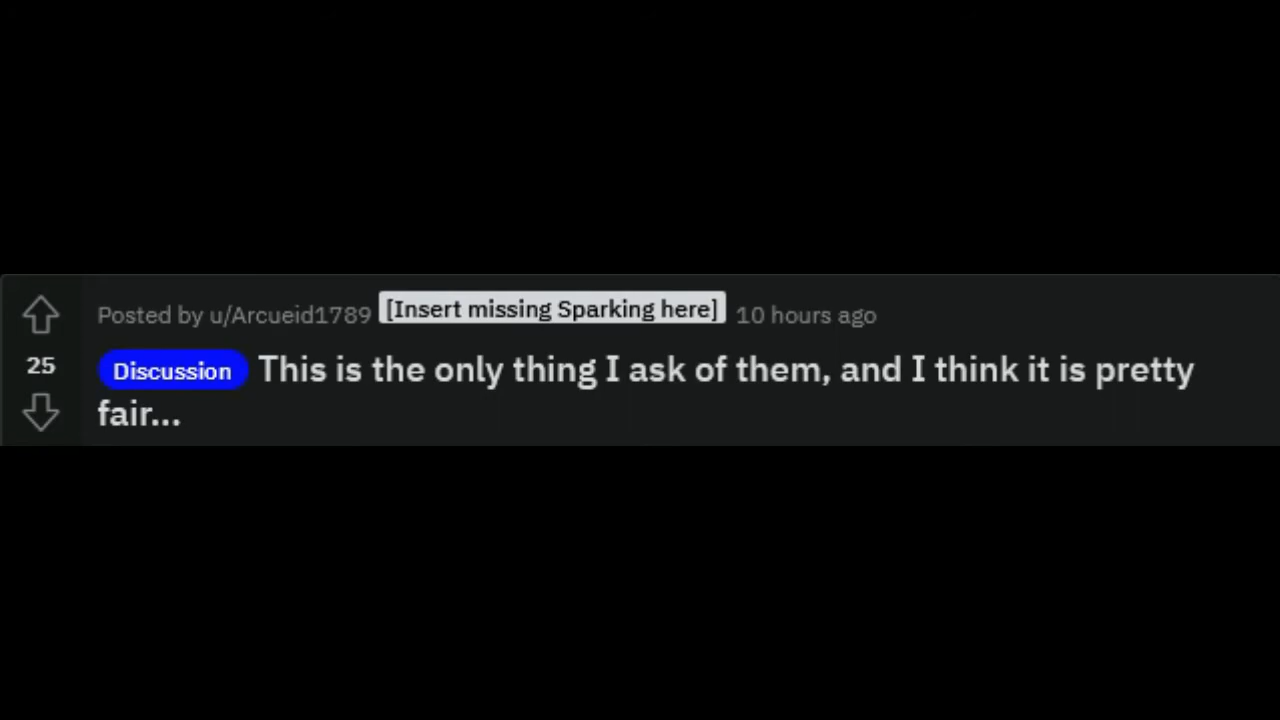 Posted by u/Arcueid1789 [Insert missing Sparking here] 10 hours ago
25
Discussion This is the only thing I ask of them, and I think it is pretty
fair...